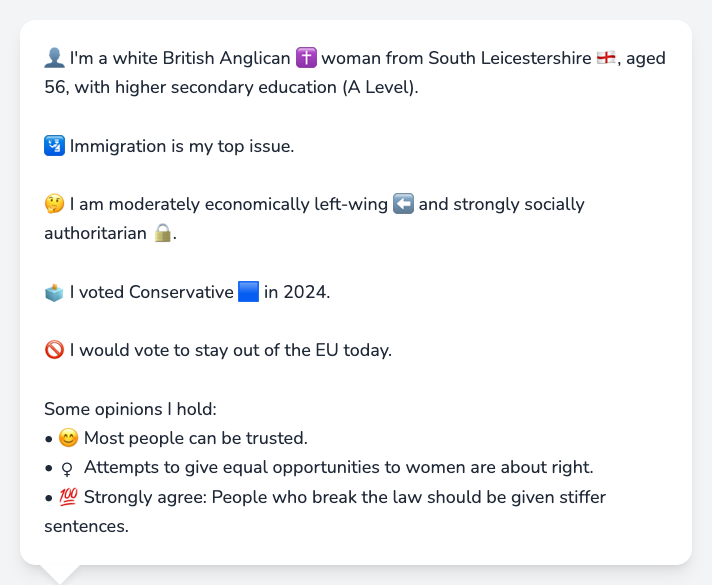 👤 I'm a white British Anglican ✝️ woman from South Leicestershire 🏴󠁧󠁢󠁥󠁮󠁧󠁿, aged
56, with higher secondary education (A Level).
🛂 Immigration is my top issue.
🤔 I am moderately economically left-wing ⬅️ and strongly socially
authoritarian 🔒.
🗳️ I voted Conservative 🟦 in 2024.
🚫 I would vote to stay out of the EU today.
Some opinions I hold:
• 😊 Most people can be trusted.
• ♀ Attempts to give equal opportunities to women are about right.
• 💯 Strongly agree: People who break the law should be given stiffer
sentences.